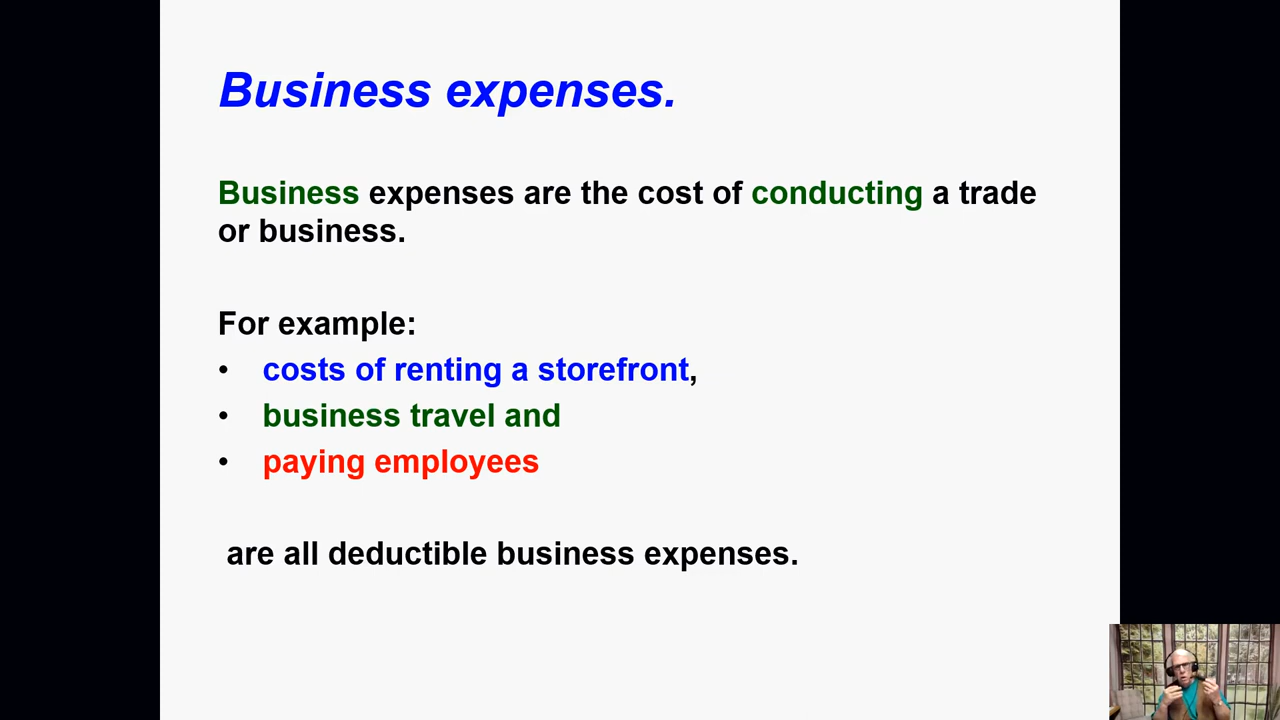 Business expenses.
Business expenses are the cost of conducting a trade
or business.
For example:
• costs of renting a storefront,
• business travel and
• paying employees
are all deductible business expenses.